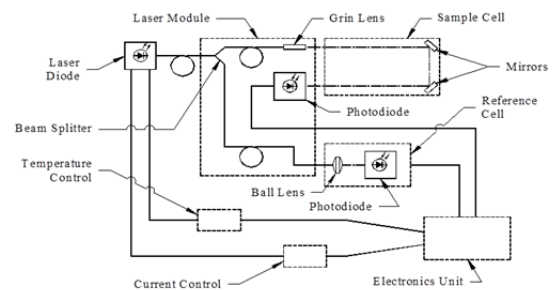 Laser Module
Grin Lens
Sample Cell
Laser
Diode
Mirrors
Photodiode
Reference
Cell
Beam Splitter
Temperature
Control
Ball Lens
Photodiode
Current Control
Electronics Unit